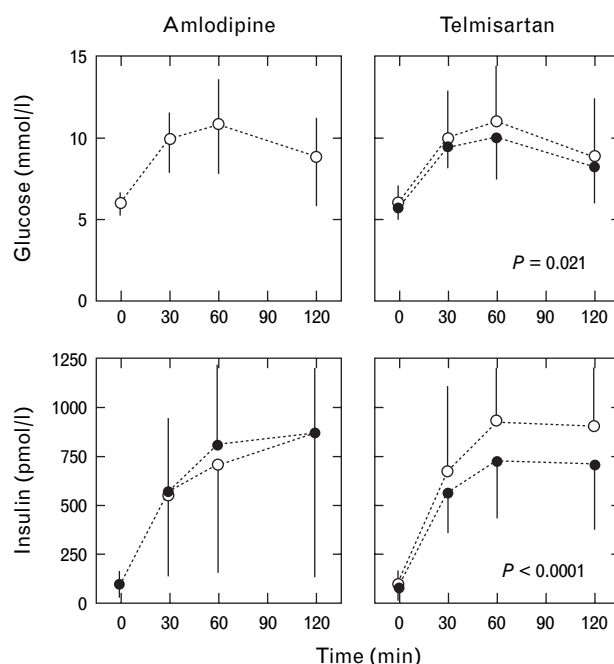 Amlodipine
Telmisartan
Glucose (mmol/l)
15
10
5
0
0 30 60 90 120
0 30 60 90 120
P = 0.021
Insulin (pmol/l)
1250
1000
750
500
250
0
0 30 60 90 120
0 30 60 90 120
P < 0.0001
Time (min)